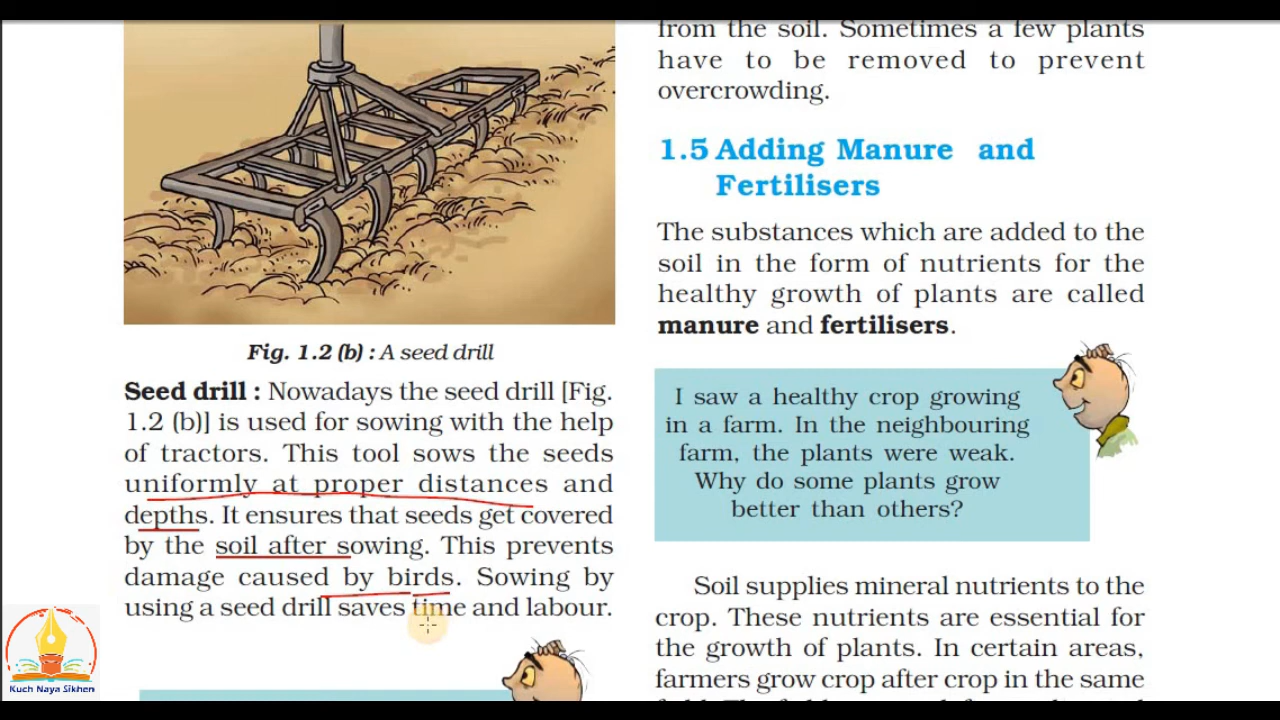 Fig. 1.2 (b) : A seed drill
Seed drill : Nowadays the seed drill [Fig.
1.2 (b)] is used for sowing with the help
of tractors. This tool sows the seeds
uniformly at proper distances and
depths. It ensures that seeds get covered
by the soil after sowing. This prevents
damage caused by birds. Sowing by
using a seed drill saves time and labour.
Kuch Naya Sikhen
from the soil. Sometimes a few plants
have to be removed to prevent
overcrowding.
1.5 Adding Manure and
Fertilisers
The substances which are added to the
soil in the form of nutrients for the
healthy growth of plants are called
manure and fertilisers.
I saw a healthy crop growing
in a farm. In the neighbouring
farm, the plants were weak.
Why do some plants grow
better than others?
Soil supplies mineral nutrients to the
crop. These nutrients are essential for
the growth of plants. In certain areas,
farmers grow crop after crop in the same